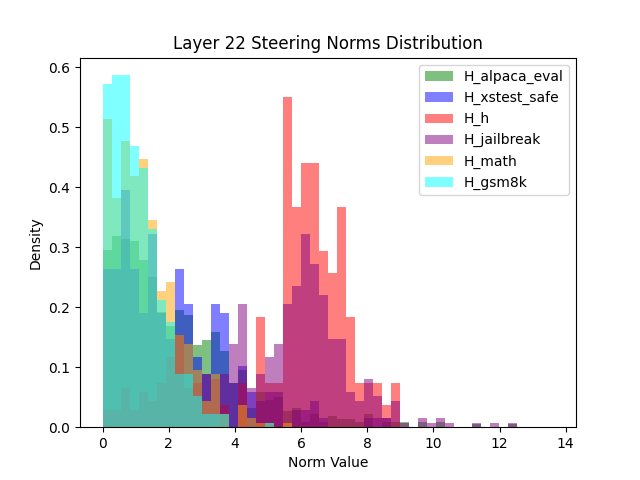 Layer 22 Steering Norms Distribution
H_alpaca_eval
H_xstest_safe
H_h
H_jailbreak
H_math
H_gsm8k
Density
0.6
0.5
0.4
0.3
0.2
0.1
0.0
0 2 4 6 8 10 12 14
Norm Value